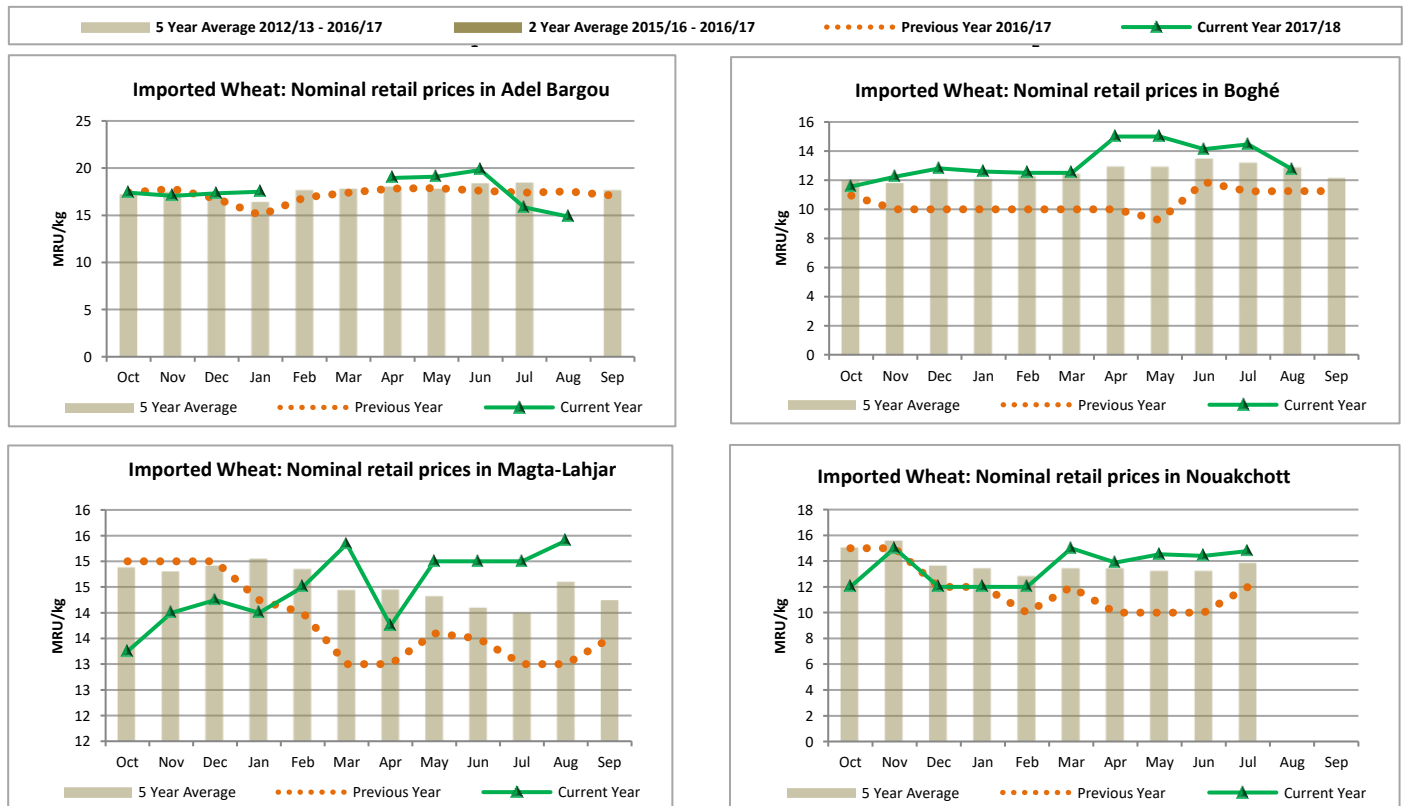 5 Year Average 2012/13 - 2016/17 2 Year Average 2015/16 - 2016/17 Previous Year 2016/17 Current Year 2017/18
Imported Wheat: Nominal retail prices in Adel Bargou
MRU/kg
25
20
15
10
5
0
Oct Nov Dec Jan Feb Mar Apr May Jun Jul Aug Sep
5 Year Average Previous Year Current Year
Imported Wheat: Nominal retail prices in Boghé
MRU/kg
16
14
12
10
8
6
4
2
0
Oct Nov Dec Jan Feb Mar Apr May Jun Jul Aug Sep
5 Year Average Previous Year Current Year
Imported Wheat: Nominal retail prices in Magta-Lahjar
MRU/kg
16
16
15
15
14
14
13
13
12
12
Oct Nov Dec Jan Feb Mar Apr May Jun Jul Aug Sep
5 Year Average Previous Year Current Year
Imported Wheat: Nominal retail prices in Nouakchott
MRU/kg
18
16
14
12
10
8
6
4
2
0
Oct Nov Dec Jan Feb Mar Apr May Jun Jul Aug Sep
5 Year Average Previous Year Current Year